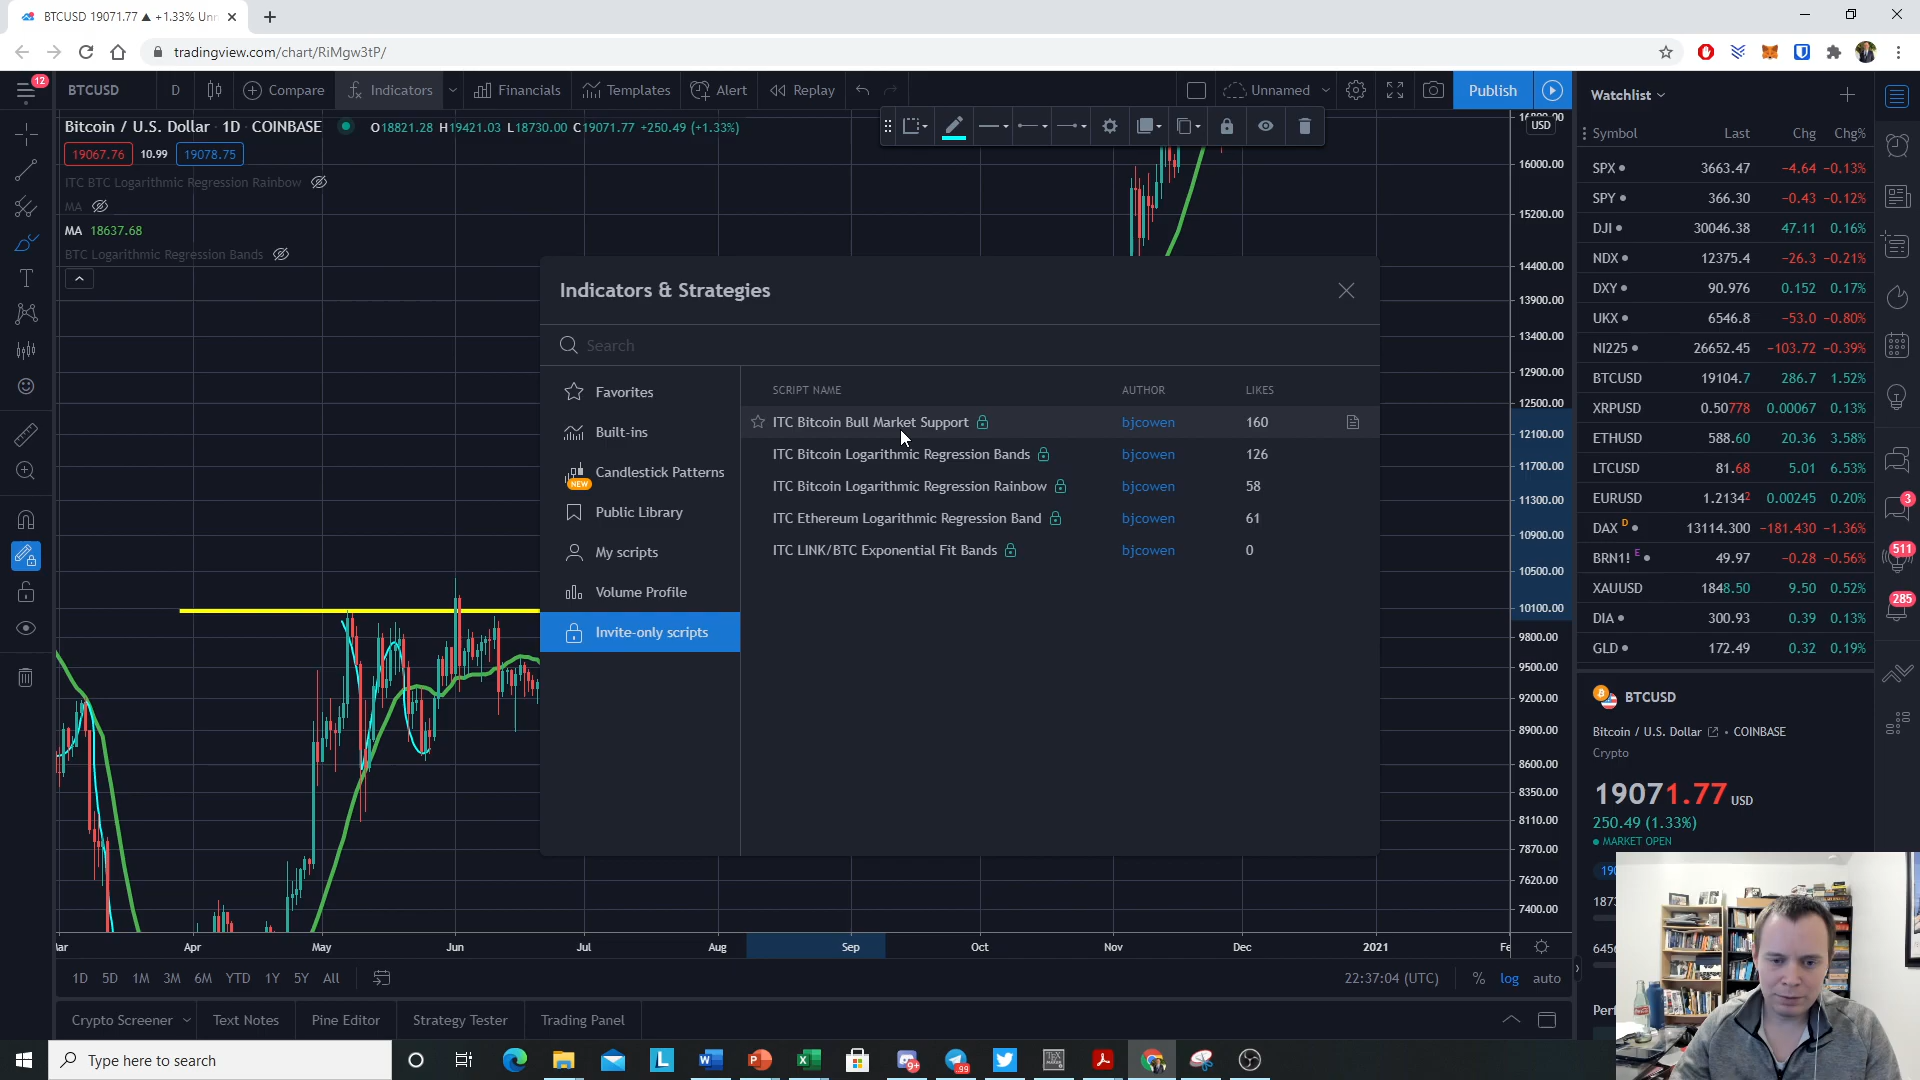 BTCUSD 19071.77 ▲ +1.33% Unn
tradingview.com/chart/RiMgw3tP/
12
BTCUSD D Compare Indicators Financials Templates Alert Replay Unnamed Publish
Bitcoin / U.S. Dollar 1D COINBASE O18821.28 H19421.03 L18730.00 C19071.77 +250.49 (+1.33%)
19067.76 10.99 19078.75
ITC BTC Logarithmic Regression Rainbow
MA
MA 18637.68
BTC Logarithmic Regression Bands
Indicators & Strategies
Search
Favorites
Built-ins
Candlestick Patterns
NEW
Public Library
My scripts
Volume Profile
Invite-only scripts
SCRIPT NAME AUTHOR LIKES
ITC Bitcoin Bull Market Support bjcowen 160
ITC Bitcoin Logarithmic Regression Bands bjcowen 126
ITC Bitcoin Logarithmic Regression Rainbow bjcowen 58
ITC Ethereum Logarithmic Regression Band bjcowen 61
ITC LINK/BTC Exponential Fit Bands bjcowen 0
USD
16000.00
15200.00
14400.00
13900.00
13400.00
12900.00
12500.00
12100.00
11700.00
11300.00
10900.00
10500.00
10100.00
9800.00
9500.00
9200.00
8900.00
8600.00
8350.00
8110.00
7870.00
7620.00
7400.00
Apr May Jun Jul Aug Sep Oct Nov Dec 2021
1D 5D 1M 3M 6M YTD 1Y 5Y All
22:37:04 (UTC) % log auto
Crypto Screener Text Notes Pine Editor Strategy Tester Trading Panel
Watchlist
Symbol Last Chg Chg%
SPX 3663.47 −4.64 −0.13%
SPY 366.30 −0.43 −0.12%
DJI 30046.38 47.11 0.16%
NDX 12375.4 −26.3 −0.21%
DXY 90.976 0.152 0.17%
UKX 6546.8 −53.0 −0.80%
NI225 26652.45 −103.72 −0.39%
BTCUSD 19104.7 286.7 1.52%
XRPUSD 0.50778 0.00067 0.13%
ETHUSD 588.60 20.36 3.58%
LTCUSD 81.68 5.01 6.53%
EURUSD 1.21342 0.00245 0.20%
DAX D 13114.300 −181.430 −1.36%
BRN1! E 49.97 −0.28 −0.56%
XAUUSD 1848.50 9.50 0.52%
DIA 300.93 0.39 0.13%
GLD 172.49 0.32 0.19%
3
511
285
BTCUSD
Bitcoin / U.S. Dollar COINBASE
Crypto
19071.77 USD
250.49 (1.33%)
MARKET OPEN
Type here to search